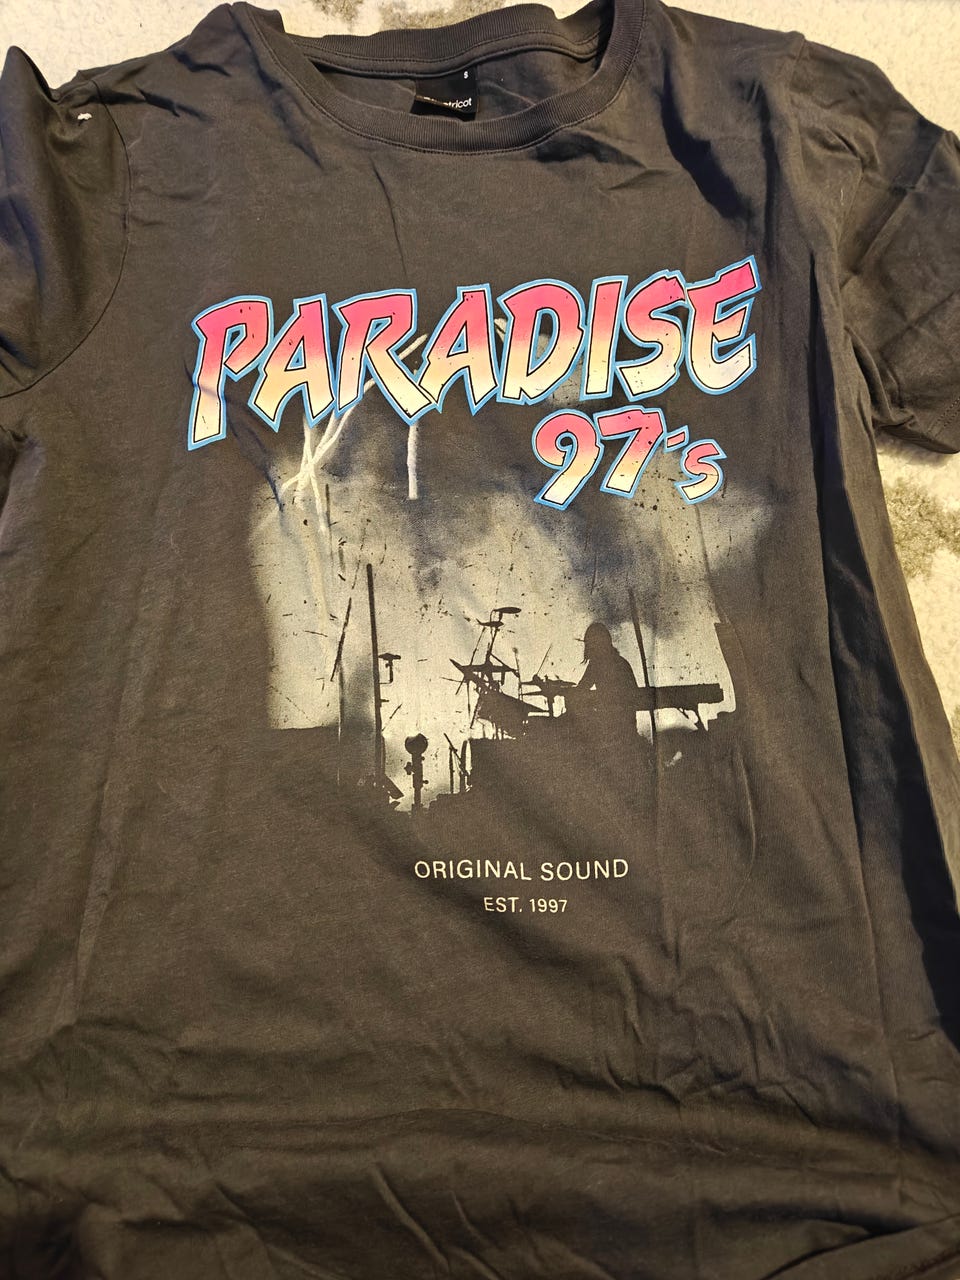 S
PARADISE
97's
ORIGINAL SOUND
EST. 1997